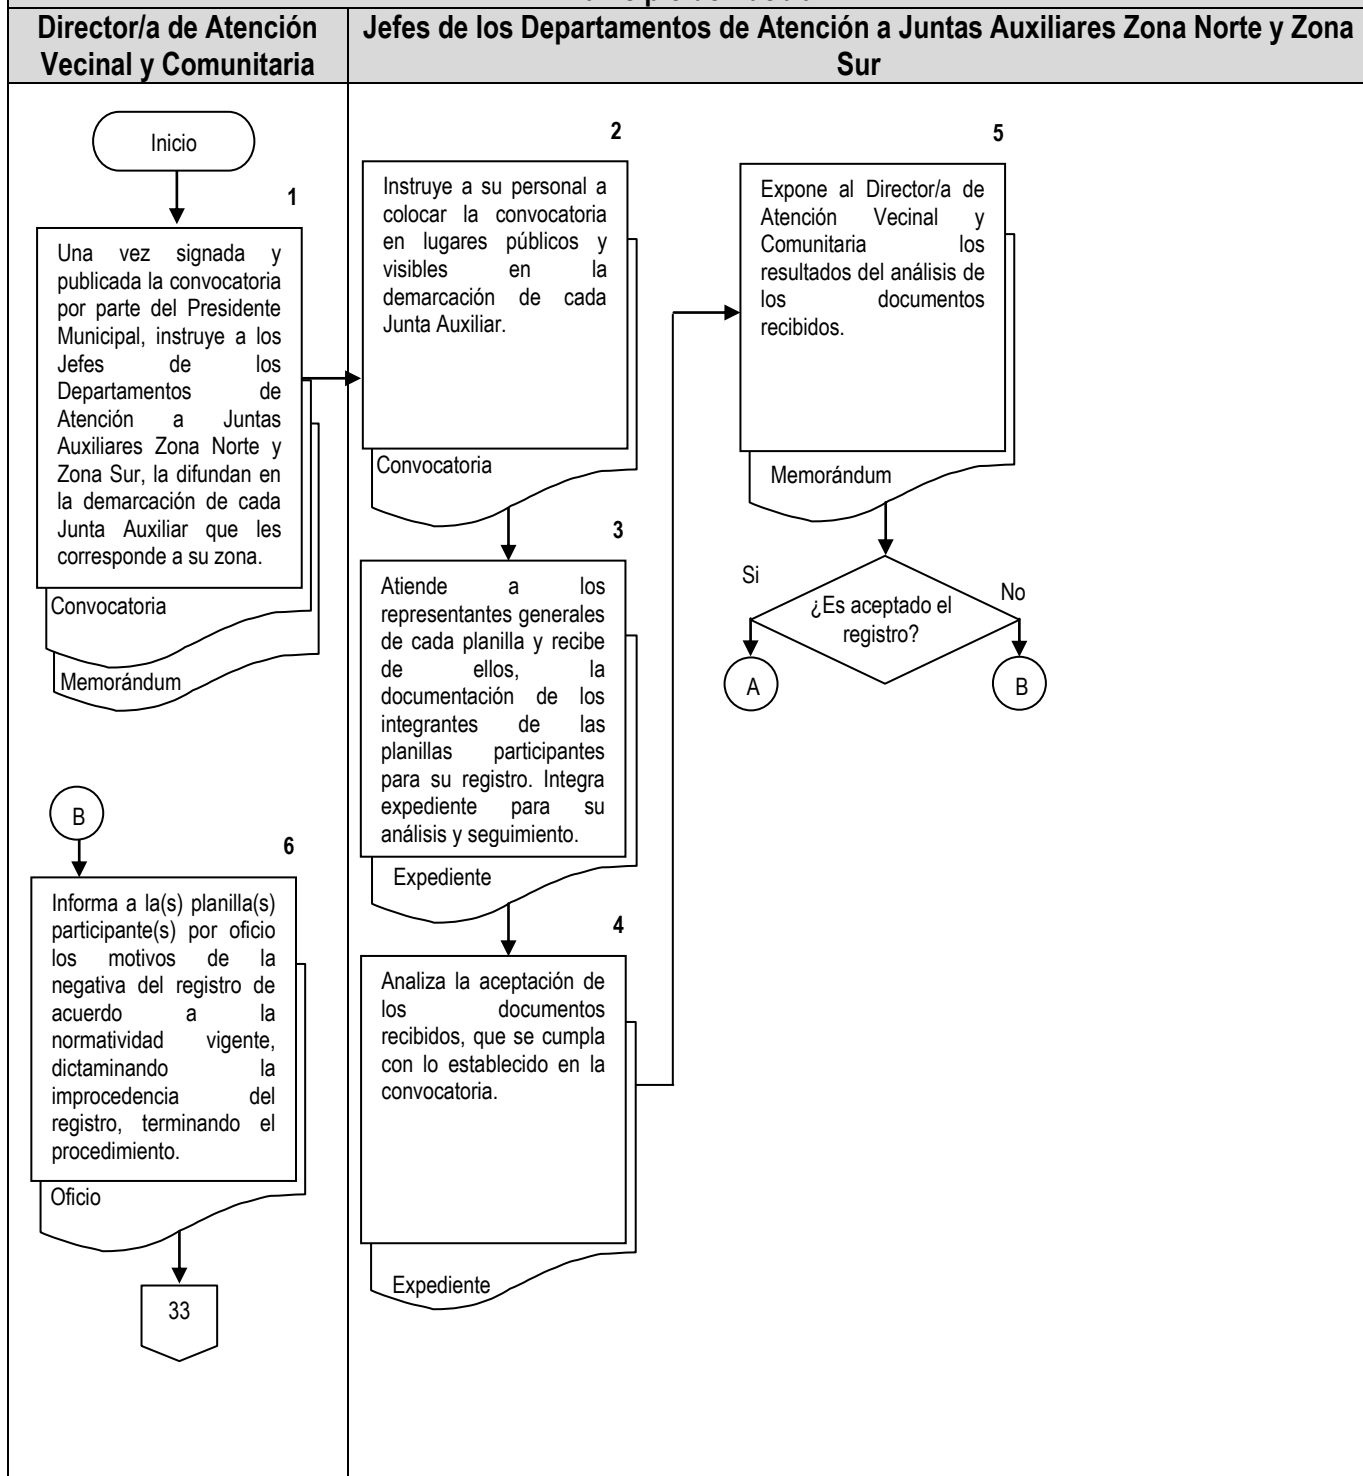 Director/a de Atención
Vecinal y Comunitaria
Jefes de los Departamentos de Atención a Juntas Auxiliares Zona Norte y Zona
Sur
Inicio
1
Una vez signada y
publicada la convocatoria
por parte del Presidente
Municipal, instruye a los
Jefes de los
Departamentos de
Atención a Juntas
Auxiliares Zona Norte y
Zona Sur, la difundan en
la demarcación de cada
Junta Auxiliar que les
corresponde a su zona.
Convocatoria
Memorándum
B
6
Informa a la(s) planilla(s)
participante(s) por oficio
los motivos de la
negativa del registro de
acuerdo a la
normatividad vigente,
dictaminando la
improcedencia del
registro, terminando el
procedimiento.
Oficio
33
2
Instruye a su personal a
colocar la convocatoria
en lugares públicos y
visibles en la
demarcación de cada
Junta Auxiliar.
Convocatoria
3
Atiende a los
representantes generales
de cada planilla y recibe
de ellos, la
documentación de los
integrantes de las
planillas participantes
para su registro. Integra
expediente para su
análisis y seguimiento.
Expediente
4
Analiza la aceptación de
los documentos
recibidos, que se cumpla
con lo establecido en la
convocatoria.
Expediente
5
Expone al Director/a de
Atención Vecinal y
Comunitaria los
resultados del análisis de
los documentos
recibidos.
Memorándum
¿Es aceptado el
registro?
Si
No
A
B